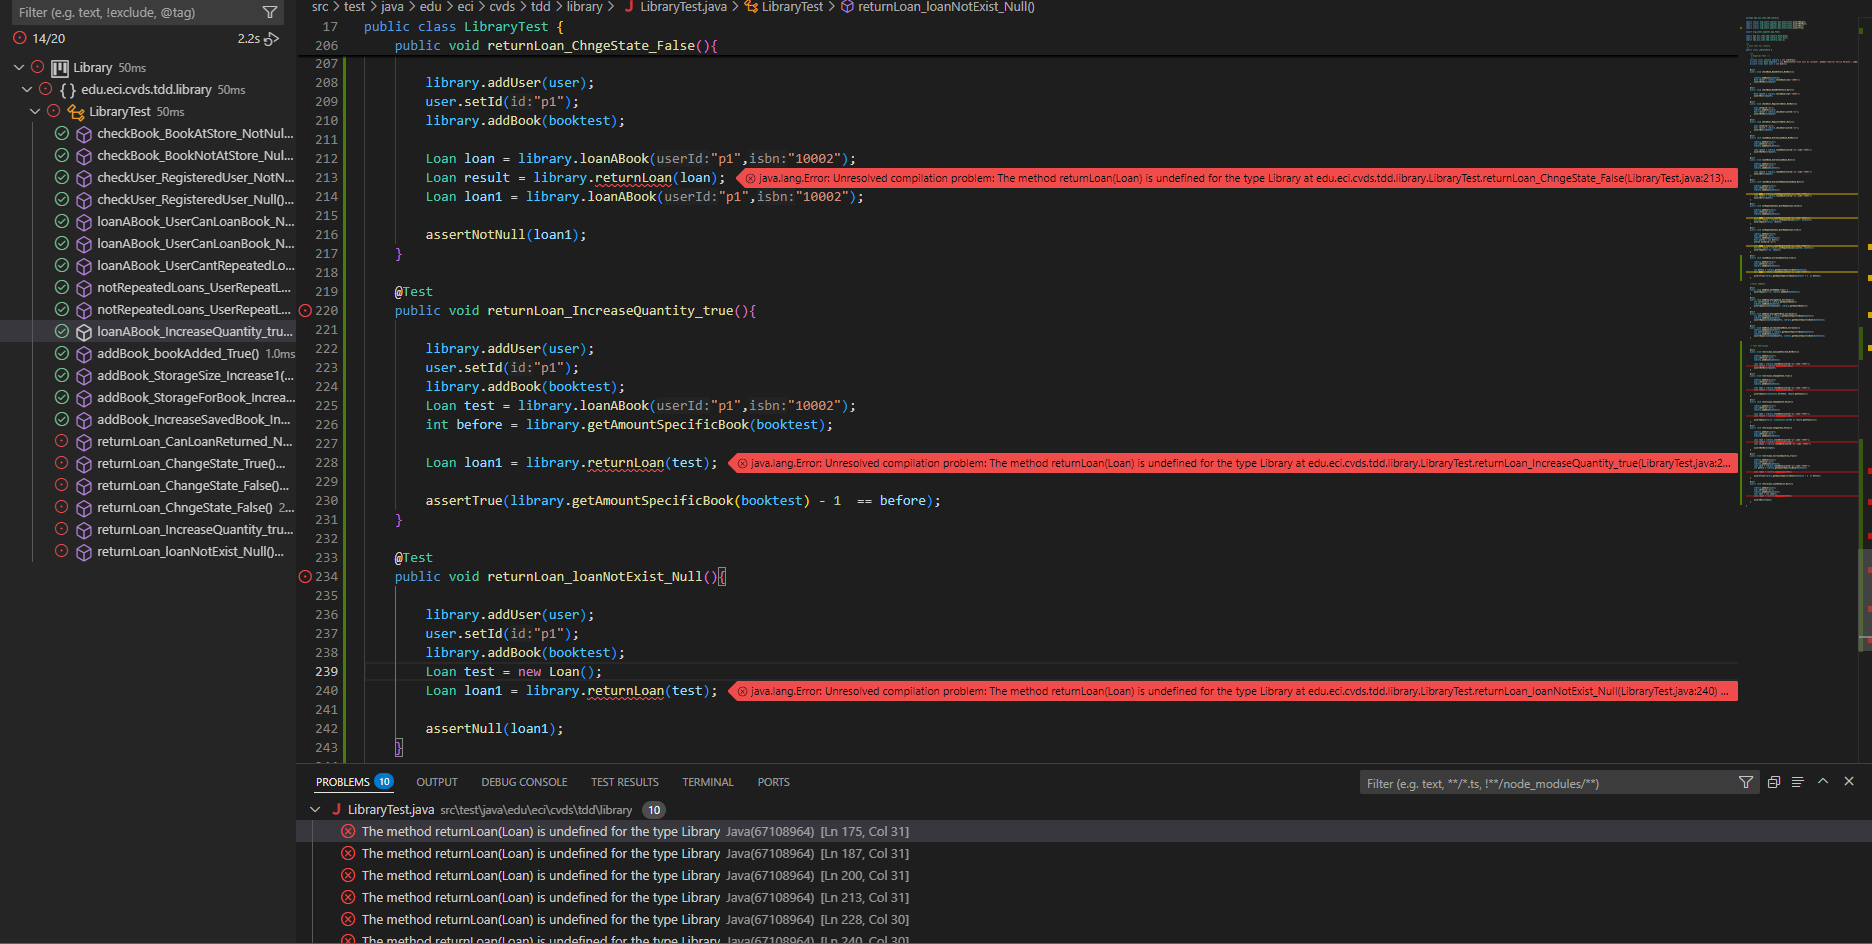 Filter (e.g. text, !exclude, @tag)
14/20
2.2s
Library 50ms
{} edu.eci.cvds.tdd.library 50ms
LibraryTest 50ms
checkBook_BookAtStore_NotNul...
checkBook_BookNotAtStore_Nul...
checkUser_RegisteredUser_NotN...
checkUser_RegisteredUser_Null()...
loanABook_UserCanLoanBook_N...
loanABook_UserCanLoanBook_N...
loanABook_UserCantRepeatedLo...
notRepeatedLoans_UserRepeatL...
notRepeatedLoans_UserRepeatL...
loanABook_IncreaseQuantity_tru...
addBook_bookAdded_True() 1.0ms
addBook_StorageSize_Increase1(...
addBook_StorageForBook_Increa...
addBook_IncreaseSavedBook_In...
returnLoan_CanLoanReturned_N...
returnLoan_ChangeState_True()...
returnLoan_ChangeState_False()...
returnLoan_ChngeState_False() 2...
returnLoan_IncreaseQuantity_tru...
returnLoan_loanNotExist_Null()...
src > test > java > edu > eci > cvds > tdd > library > J LibraryTest.java > LibraryTest > returnLoan_loanNotExist_Null()
17 public class LibraryTest {
206 public void returnLoan_ChngeState_False(){
207
208 library.addUser(user);
209 user.setId(id:"p1");
210 library.addBook(booktest);
211
212 Loan loan = library.loanABook(userId:"p1",isbn:"10002");
213 Loan result = library.returnLoan(loan); java.lang.Error: Unresolved compilation problem: The method returnLoan(Loan) is undefined for the type Library at edu.eci.cvds.tdd.library.LibraryTest.returnLoan_ChngeState_False(LibraryTest.java:213)...
214 Loan loan1 = library.loanABook(userId:"p1",isbn:"10002");
215
216 assertNotNull(loan1);
217 }
218
219 @Test
220 public void returnLoan_IncreaseQuantity_true(){
221
222 library.addUser(user);
223 user.setId(id:"p1");
224 library.addBook(booktest);
225 Loan test = library.loanABook(userId:"p1",isbn:"10002");
226 int before = library.getAmountSpecificBook(booktest);
227
228 Loan loan1 = library.returnLoan(test); java.lang.Error: Unresolved compilation problem: The method returnLoan(Loan) is undefined for the type Library at edu.eci.cvds.tdd.library.LibraryTest.returnLoan_IncreaseQuantity_true(LibraryTest.java:2...
229
230 assertTrue(library.getAmountSpecificBook(booktest) - 1  == before);
231 }
232
233 @Test
234 public void returnLoan_loanNotExist_Null(){
235
236 library.addUser(user);
237 user.setId(id:"p1");
238 library.addBook(booktest);
239 Loan test = new Loan();
240 Loan loan1 = library.returnLoan(test); java.lang.Error: Unresolved compilation problem: The method returnLoan(Loan) is undefined for the type Library at edu.eci.cvds.tdd.library.LibraryTest.returnLoan_loanNotExist_Null(LibraryTest.java:240) ...
241
242 assertNull(loan1);
243 }
PROBLEMS 10 OUTPUT DEBUG CONSOLE TEST RESULTS TERMINAL PORTS
Filter (e.g. text, **/*.ts, !**/node_modules/**)
J LibraryTest.java src\test\java\edu\eci\cvds\tdd\library 10
The method returnLoan(Loan) is undefined for the type Library Java(67108964) [Ln 175, Col 31]
The method returnLoan(Loan) is undefined for the type Library Java(67108964) [Ln 187, Col 31]
The method returnLoan(Loan) is undefined for the type Library Java(67108964) [Ln 200, Col 31]
The method returnLoan(Loan) is undefined for the type Library Java(67108964) [Ln 213, Col 31]
The method returnLoan(Loan) is undefined for the type Library Java(67108964) [Ln 228, Col 30]
The method returnLoan(Loan) is undefined for the type Library Java(67108964) [Ln 240, Col 30]